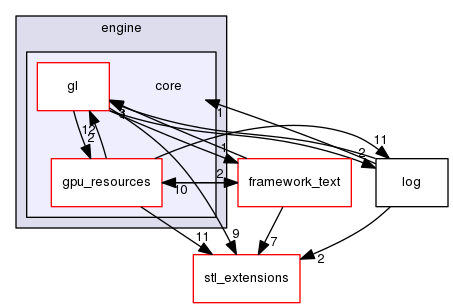 engine
gl
core
1
12
2
3
1
11
2
gpu_resources
10
2
framework_text
log
11
9
7
2
stl_extensions